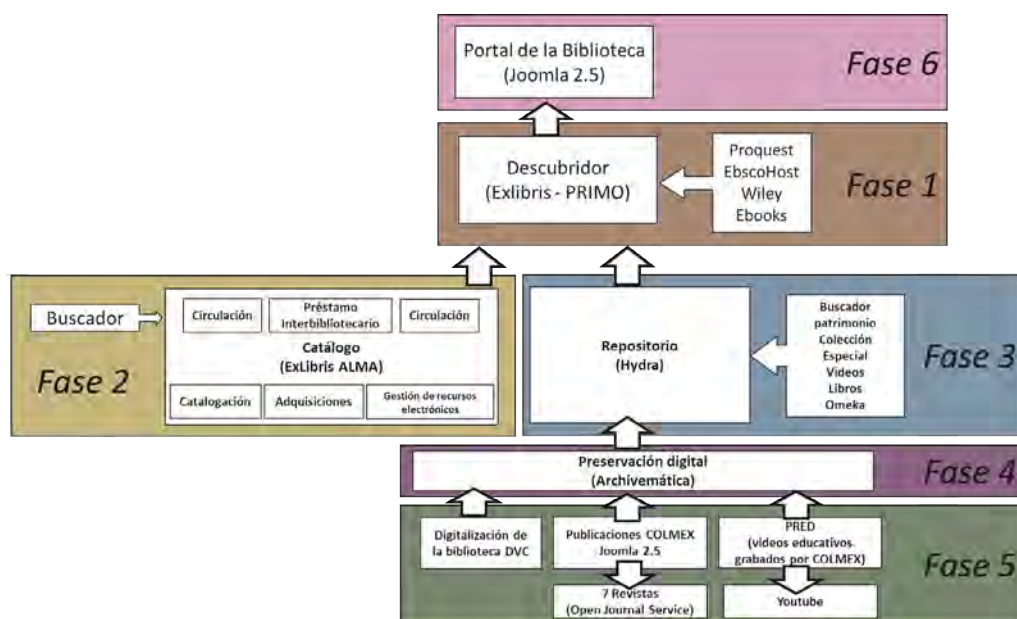 Portal de la Biblioteca
(Joomla 2.5)
Fase 6
Descubridor
(Exlibris - PRIMO)
Proquest
EbscoHost
Wiley
Ebooks
Fase 1
Buscador
Circulación
Préstamo
Interbibliotecario
Circulación
Catálogo
(ExLibris ALMA)
Catalogación
Adquisiciones
Gestión de recursos
electrónicos
Fase 2
Repositorio
(Hydra)
Buscador
patrimonio
Colección
Especial
Videos
Libros
Omeka
Fase 3
Preservación digital
(Archivemática)
Fase 4
Digitalización de
la biblioteca DVC
Publicaciones COLMEX
Joomla 2.5
PRED
(videos educativos
grabados por COLMEX)
7 Revistas
(Open Journal Service)
Youtube
Fase 5